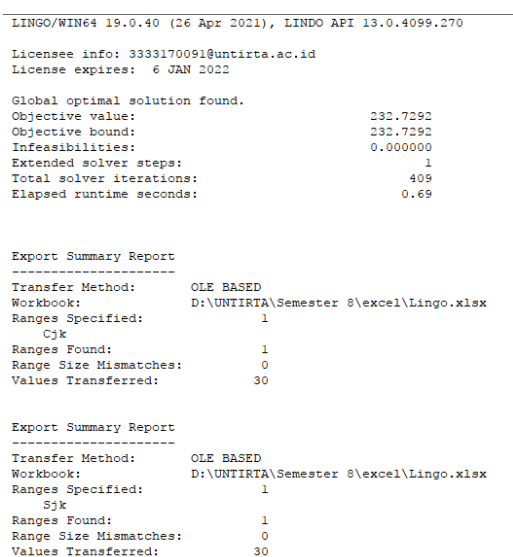 LINGO/WIN64 19.0.40 (26 Apr 2021), LINDO API 13.0.4099.270
Licensee info: 3333170091@untirta.ac.id
License expires: 6 JAN 2022
Global optimal solution found.
Objective value: 232.7292
Objective bound: 232.7292
Infeasibilities: 0.000000
Extended solver steps: 1
Total solver iterations: 409
Elapsed runtime seconds: 0.69
Export Summary Report
---------------------
Transfer Method: OLE BASED
Workbook: D:\UNTIRTA\Semester 8\excel\Lingo.xlsx
Ranges Specified: 1
Cjk
Ranges Found: 1
Range Size Mismatches: 0
Values Transferred: 30
Export Summary Report
---------------------
Transfer Method: OLE BASED
Workbook: D:\UNTIRTA\Semester 8\excel\Lingo.xlsx
Ranges Specified: 1
Sjk
Ranges Found: 1
Range Size Mismatches: 0
Values Transferred: 30